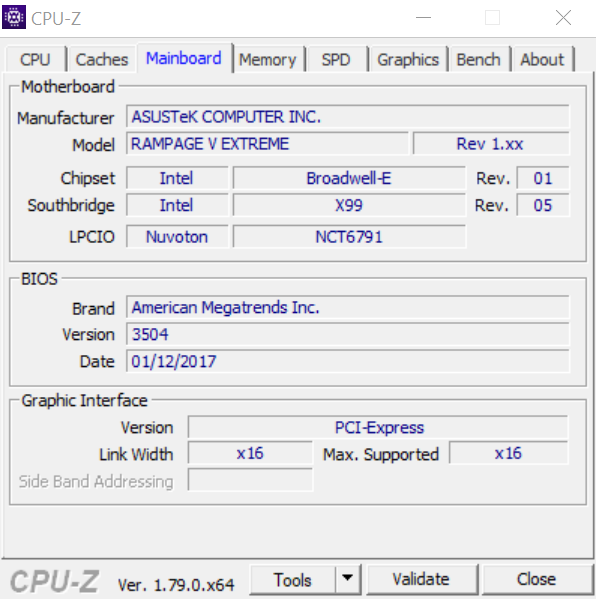 CPU-Z
CPU Caches Mainboard Memory SPD Graphics Bench About
Motherboard
Manufacturer ASUSTeK COMPUTER INC.
Model RAMPAGE V EXTREME Rev 1.xx
Chipset Intel Broadwell-E Rev. 01
Southbridge Intel X99 Rev. 05
LPCIO Nuvoton NCT6791
BIOS
Brand American Megatrends Inc.
Version 3504
Date 01/12/2017
Graphic Interface
Version PCI-Express
Link Width x16 Max. Supported x16
Side Band Addressing
CPU-Z Ver. 1.79.0.x64 Tools Validate Close